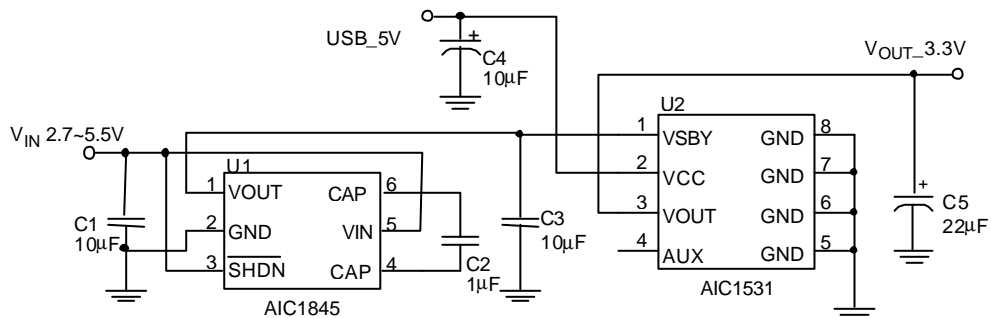 USB_5V
C4
10μF
VOUT_3.3V
VIN 2.7~5.5V
U1
1 VOUT CAP 6
2 GND VIN 5
3 SHDN CAP 4
AIC1845
C1
10μF
C2
1μF
C3
10μF
U2
1 VSBY GND 8
2 VCC GND 7
3 VOUT GND 6
4 AUX GND 5
AIC1531
+
C5
22μF
+